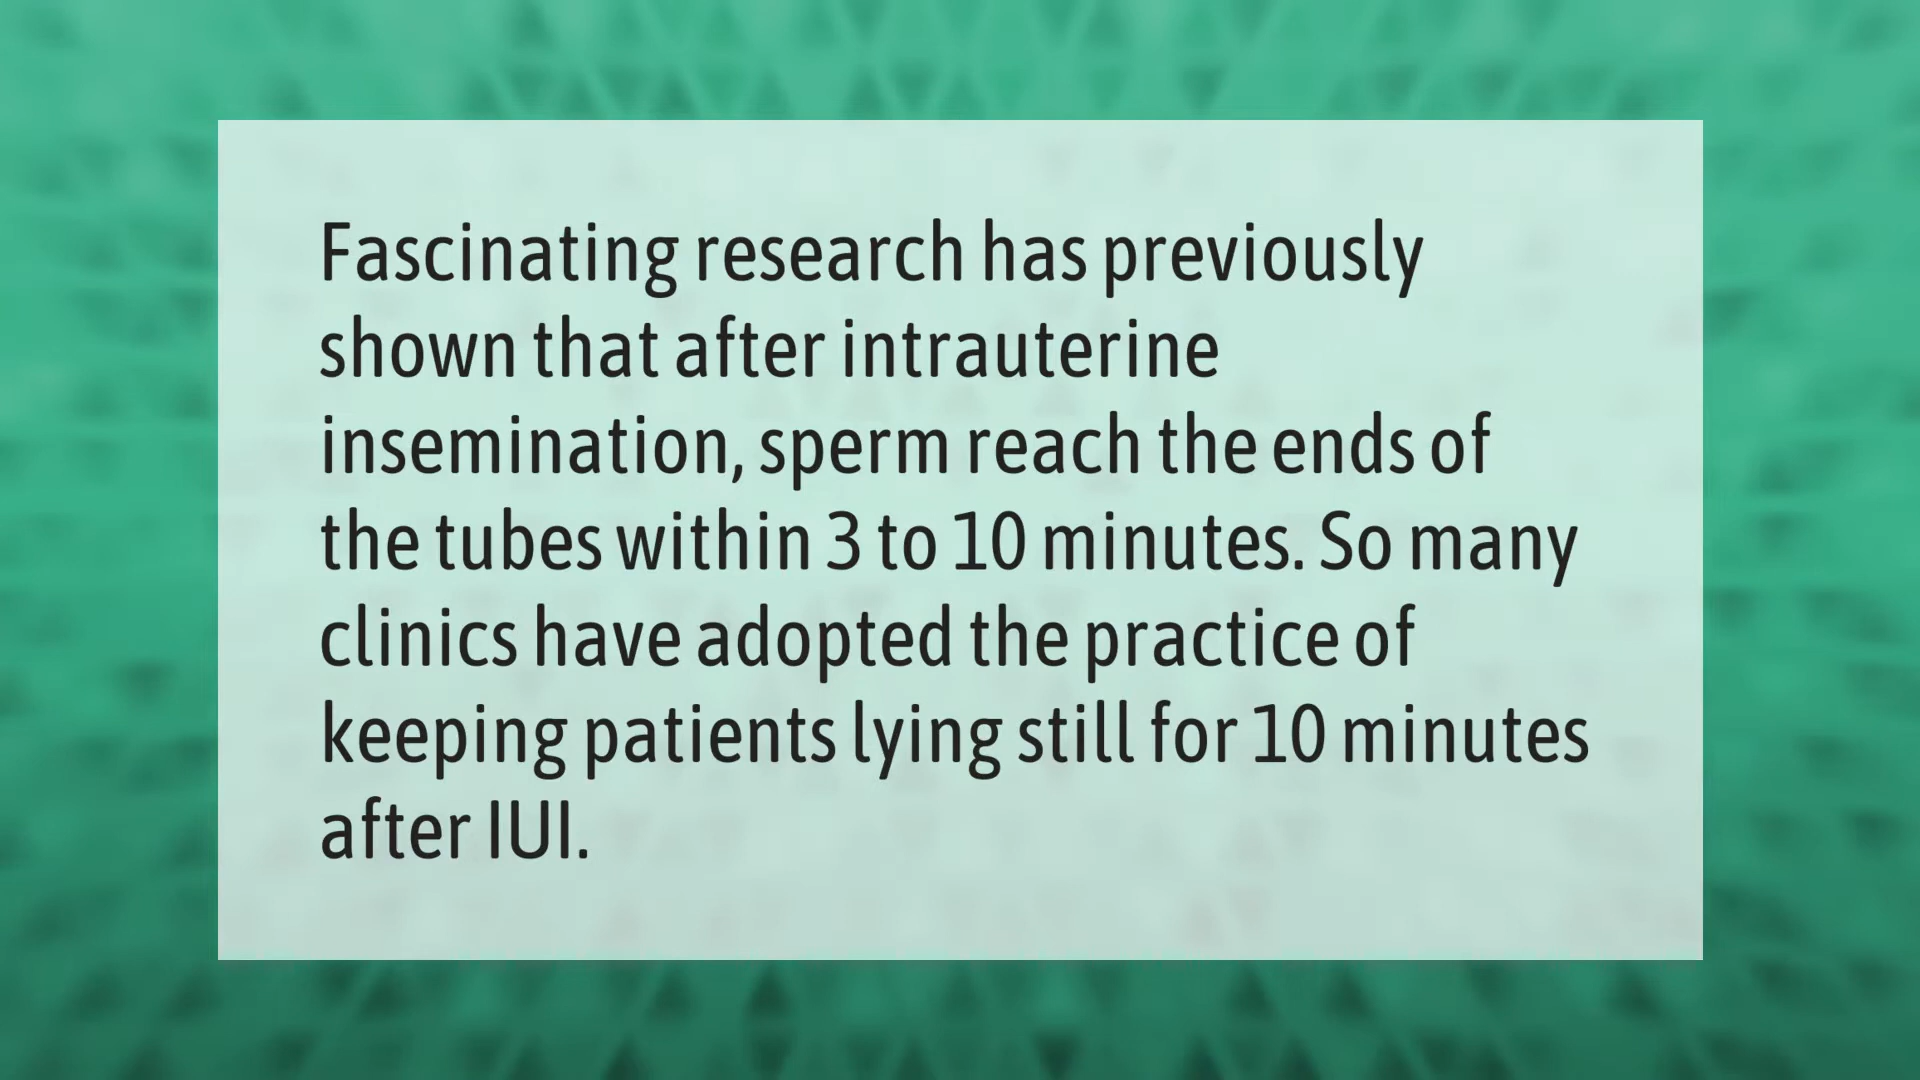 Fascinating research has previously
shown that after intrauterine
insemination, sperm reach the ends of
the tubes within 3 to 10 minutes. So many
clinics have adopted the practice of
keeping patients lying still for 10 minutes
after IUI.